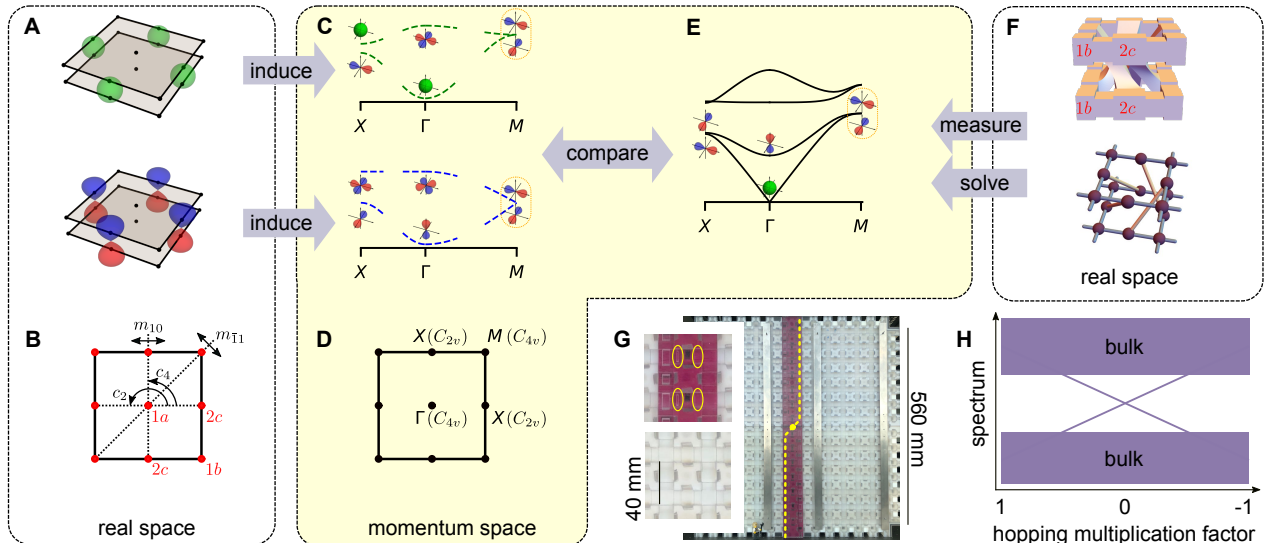 A
B
m₁₀
m₁̄₁
c₂
c₄
1a
2c
2c
1b
real space
induce
induce
C
X
Γ
M
X
Γ
M
D
X(C₂ᵥ)
M(C₄ᵥ)
Γ(C₄ᵥ)
X(C₂ᵥ)
momentum space
compare
E
X
Γ
M
measure
solve
F
1b
2c
1b
2c
real space
G
40 mm
560 mm
H
spectrum
bulk
bulk
1
0
-1
hopping multiplication factor